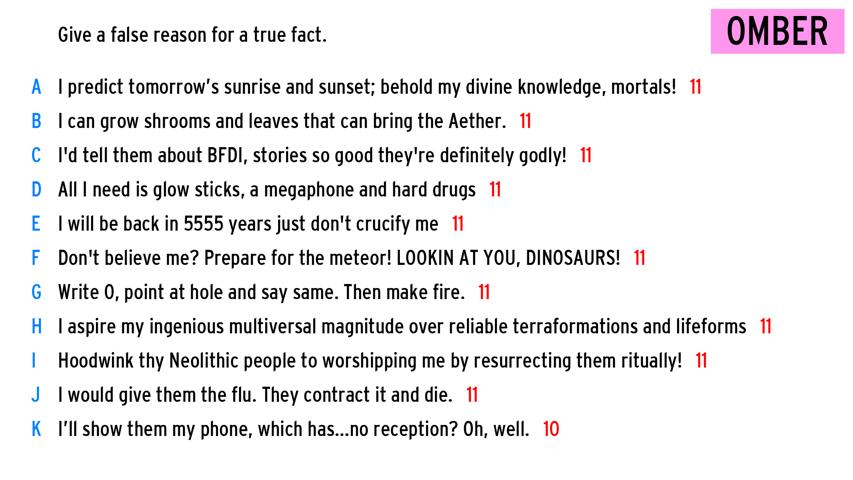 Give a false reason for a true fact.
OMBER
A I predict tomorrow's sunrise and sunset; behold my divine knowledge, mortals! 11
B I can grow shrooms and leaves that can bring the Aether. 11
C I'd tell them about BFDI, stories so good they're definitely godly! 11
D All I need is glow sticks, a megaphone and hard drugs 11
E I will be back in 5555 years just don't crucify me 11
F Don't believe me? Prepare for the meteor! LOOKIN AT YOU, DINOSAURS! 11
G Write O, point at hole and say same. Then make fire. 11
H I aspire my ingenious multiversal magnitude over reliable terraformations and lifeforms 11
I Hoodwink thy Neolithic people to worshipping me by resurrecting them ritually! 11
J I would give them the flu. They contract it and die. 11
K I'll show them my phone, which has...no reception? Oh, well. 10